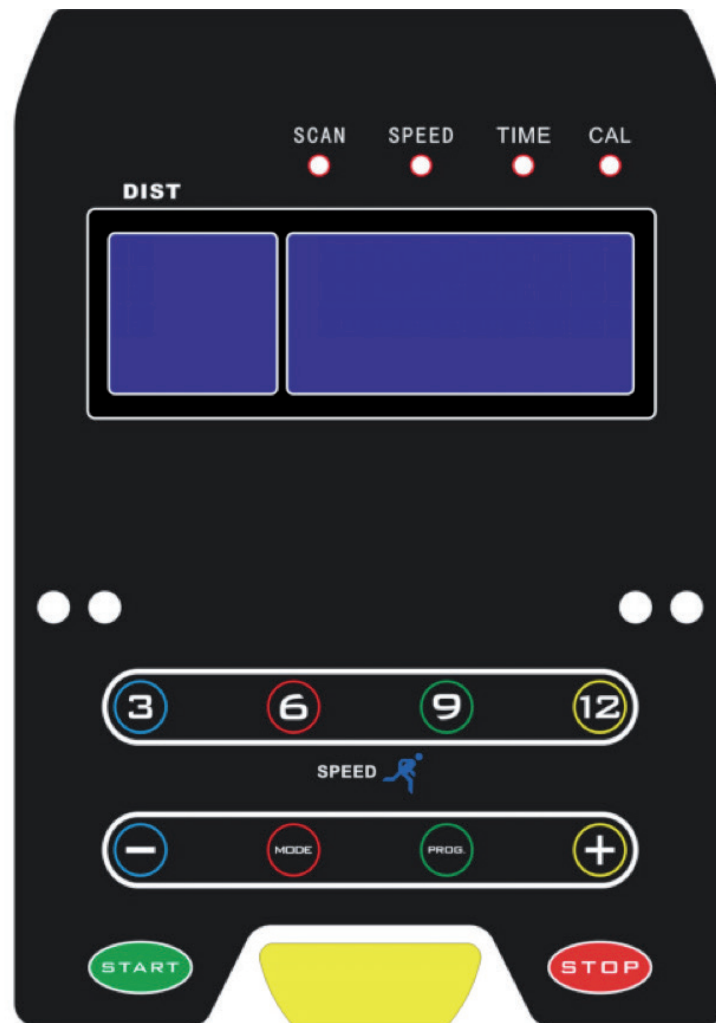 SCAN SPEED TIME CAL
DIST
3 6 9 12
SPEED
− MODE PROG. +
START STOP